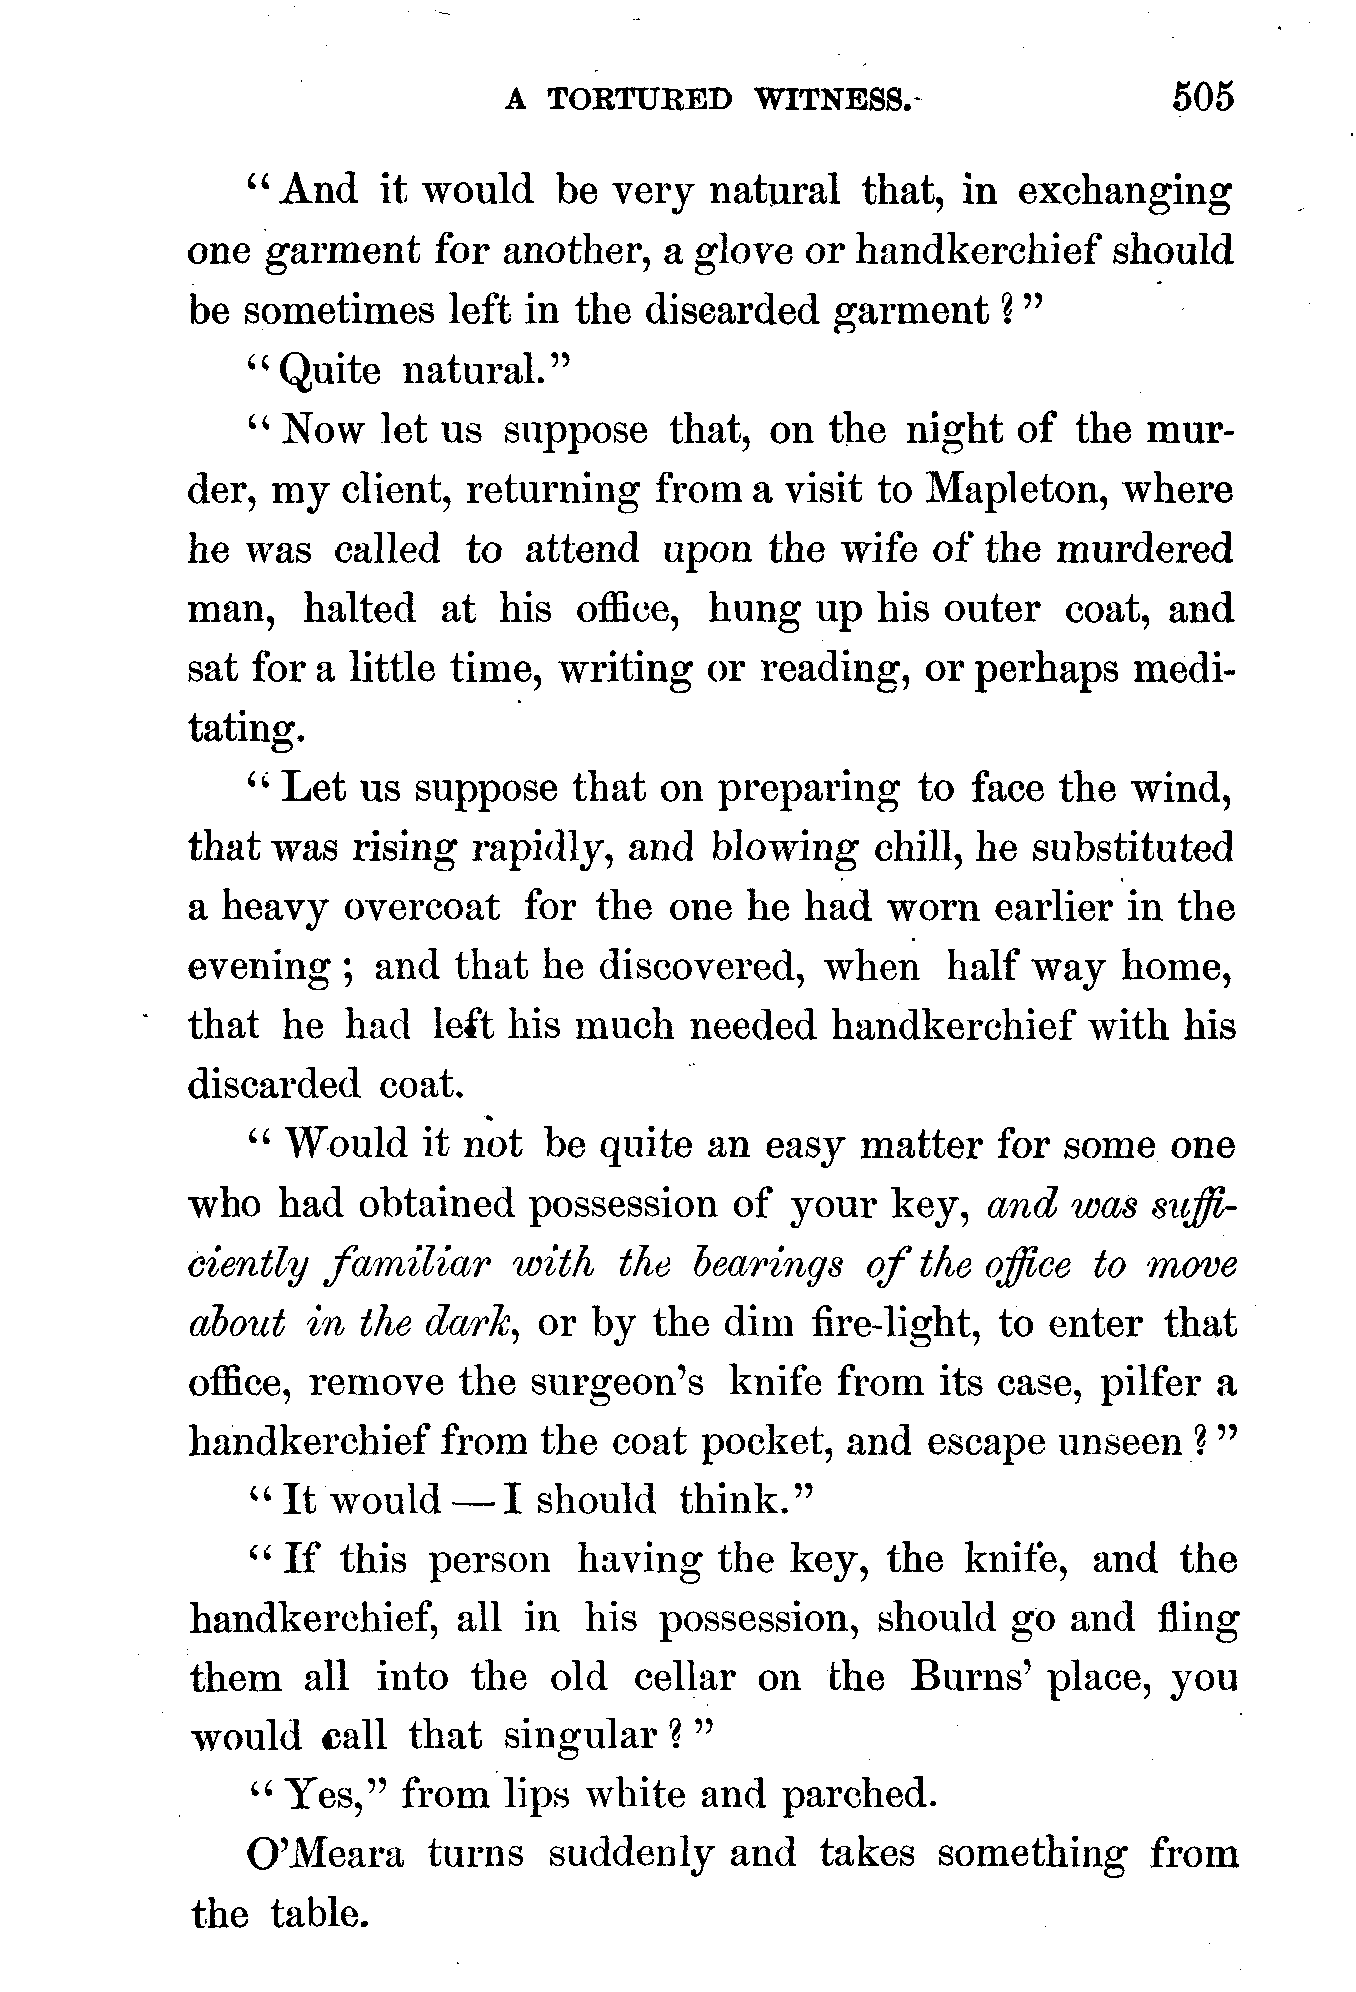 A TORTURED WITNESS. 505
“And it would be very natural that, in exchanging
one garment for another, a glove or handkerchief should
be sometimes left in the discarded garment?”
“Quite natural.”
“Now let us suppose that, on the night of the mur-
der, my client, returning from a visit to Mapleton, where
he was called to attend upon the wife of the murdered
man, halted at his office, hung up his outer coat, and
sat for a little time, writing or reading, or perhaps medi-
tating.
“Let us suppose that on preparing to face the wind,
that was rising rapidly, and blowing chill, he substituted
a heavy overcoat for the one he had worn earlier in the
evening; and that he discovered, when half way home,
that he had left his much needed handkerchief with his
discarded coat.
“Would it not be quite an easy matter for some one
who had obtained possession of your key, and was suffi-
ciently familiar with the bearings of the office to move
about in the dark, or by the dim fire-light, to enter that
office, remove the surgeon’s knife from its case, pilfer a
handkerchief from the coat pocket, and escape unseen?”
“It would — I should think.”
“If this person having the key, the knife, and the
handkerchief, all in his possession, should go and fling
them all into the old cellar on the Burns’ place, you
would call that singular?”
“Yes,” from lips white and parched.
O’Meara turns suddenly and takes something from
the table.